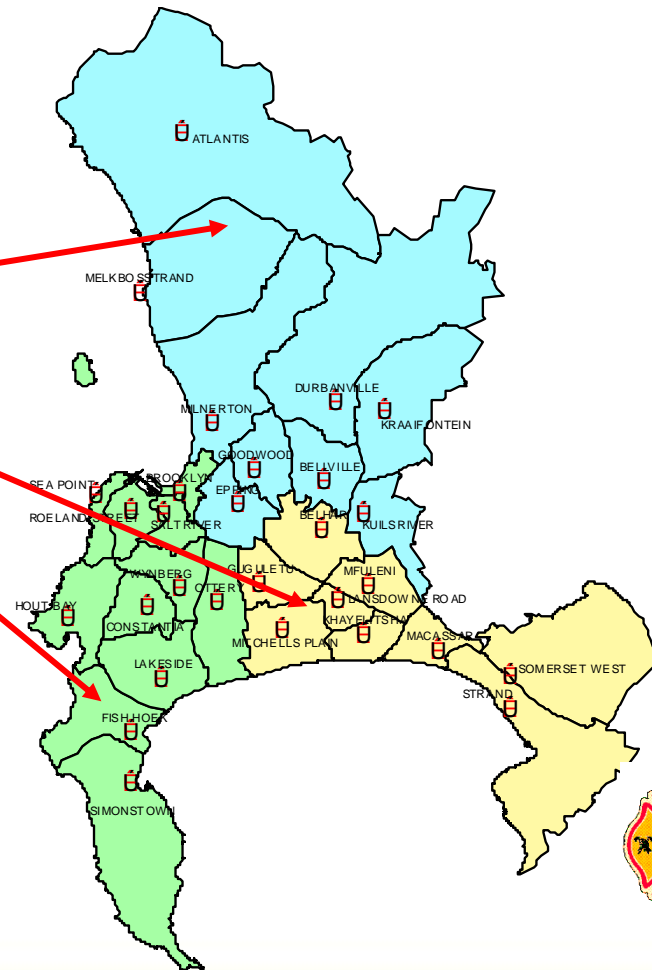 ATLANTIS
MELKBOSSTRAND
DURBANVILLE
MILNERTON
KRAAIFONTEIN
GOODWOOD
BELLVILLE
BROOKLYN
SEA POINT
EPPING
ROELAND STREET
SALT RIVER
BELHAR
KUILSRIVER
WYNBERG
GUGULETU
MFULENI
OTTERY
LANSDOWNE ROAD
HOUT BAY
CONSTANTIA
KHAYELITSHA
MITCHELLS PLAIN
MACASSAR
LAKESIDE
SOMERSET WEST
STRAND
FISH HOEK
SIMONSTOWN